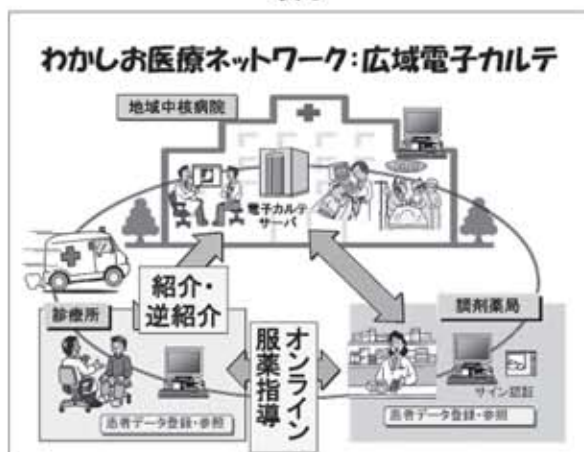 わかしお医療ネットワーク:広域電子カルテ
地域中核病院
電子カルテ
サーバ
紹介・
逆紹介
診療所
調剤薬局
オンライン
服薬指導
サイン認証
患者データ登録・参照
患者データ登録・参照